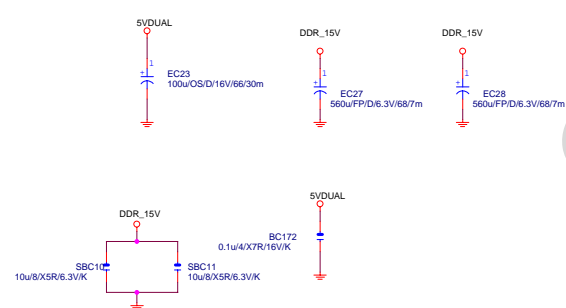 5VDUAL
DDR_15V
DDR_15V
1
1
1
+
+
+
EC23
100u/OS/D/16V/66/30m
EC27
560u/FP/D/6.3V/68/7m
EC28
560u/FP/D/6.3V/68/7m
5VDUAL
DDR_15V
BC172
0.1u/4/X7R/16V/K
SBC10
10u/8/X5R/6.3V/K
SBC11
10u/8/X5R/6.3V/K